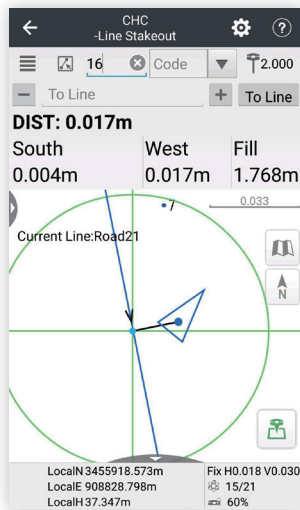 CHC
-Line Stakeout
16 Code 2.000
To Line To Line
DIST: 0.017m
South West Fill
0.004m 0.017m 1.768m
7 0.033
Current Line:Road21
N
LocalN 3455918.573m Fix H0.018 V0.030
LocalE 908828.798m 15/21
LocalH 37.347m 60%